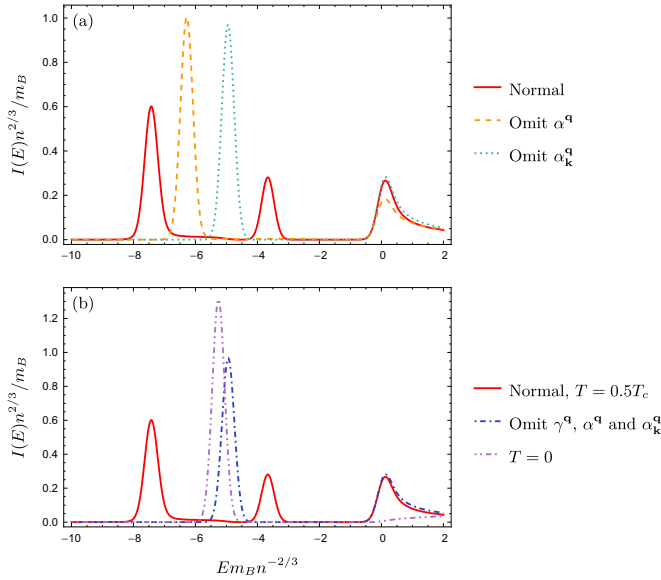 (a)
1.0
0.8
0.6
0.4
0.2
0.0
I(E)n^{2/3}/m_B
−10 −8 −6 −4 −2 0 2
Normal
Omit α^q
Omit α_k^q
(b)
1.2
1.0
0.8
0.6
0.4
0.2
0.0
I(E)n^{2/3}/m_B
−10 −8 −6 −4 −2 0 2
Em_Bn^{−2/3}
Normal, T = 0.5T_c
Omit γ^q, α^q and α_k^q
T = 0